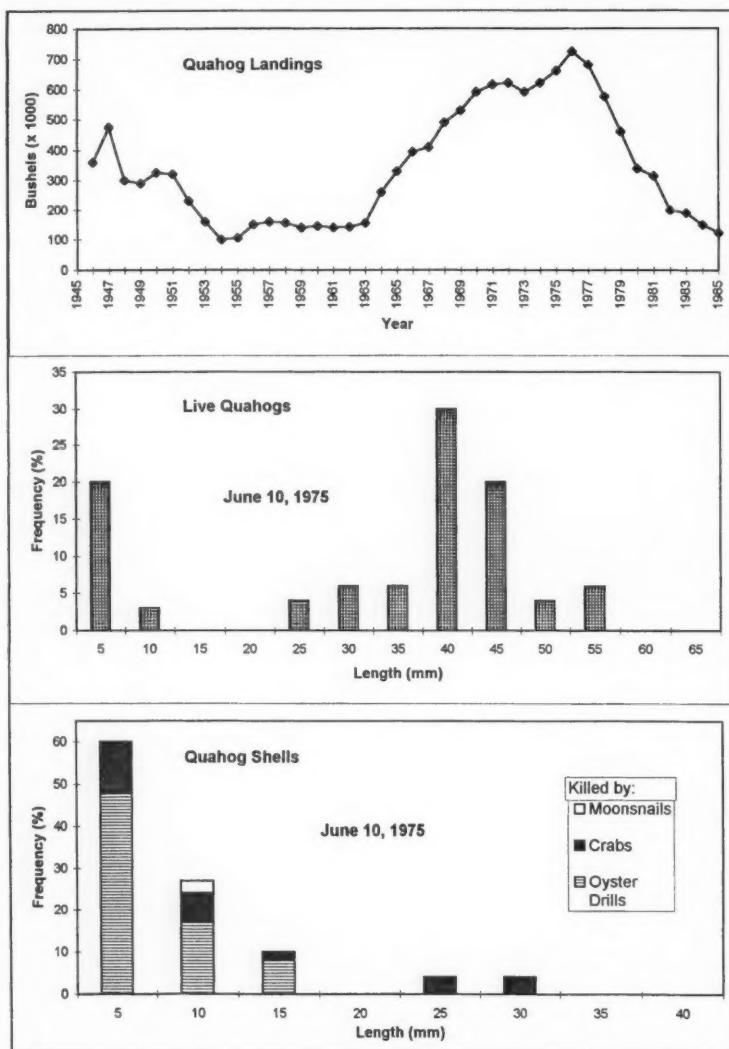 Quahog Landings
Bushels (x 1000)
800
700
600
500
400
300
200
100
0
1945 1947 1949 1951 1953 1955 1957 1959 1961 1963 1965 1967 1969 1971 1973 1975 1977 1979 1981 1983 1985
Year
Live Quahogs
June 10, 1975
Frequency (%)
35
30
25
20
15
10
5
0
5 10 15 20 25 30 35 40 45 50 55 60 65
Length (mm)
Quahog Shells
June 10, 1975
Frequency (%)
60
50
40
30
20
10
0
Killed by:
Moonsnails
Crabs
Oyster
Drills
5 10 15 20 25 30 35 40
Length (mm)